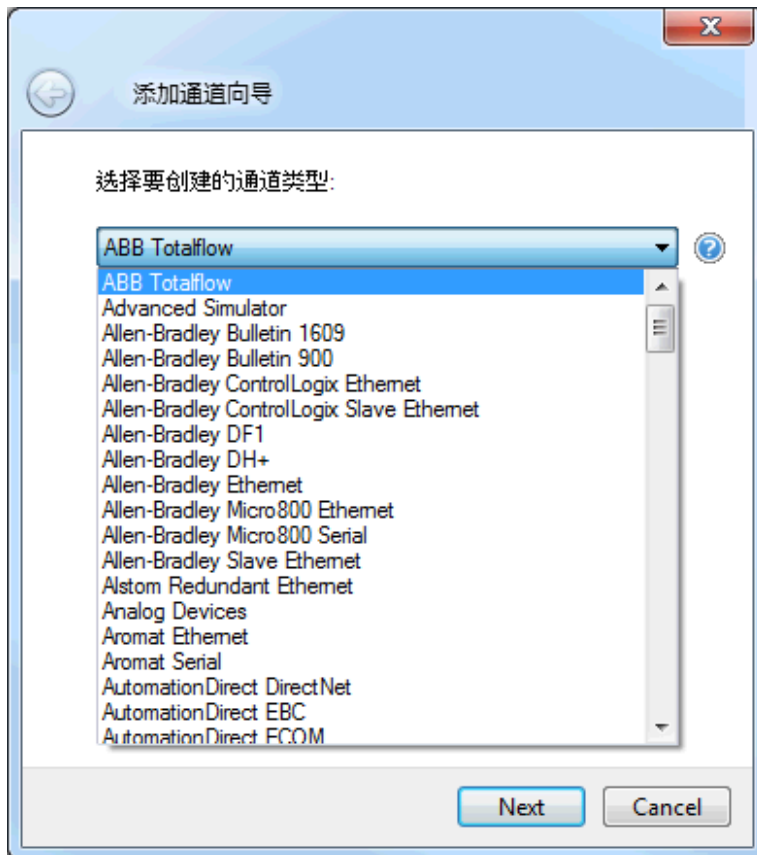 添加通道向导
选择要创建的通道类型:
ABB Totalflow
ABB Totalflow
Advanced Simulator
Allen-Bradley Bulletin 1609
Allen-Bradley Bulletin 900
Allen-Bradley ControlLogix Ethernet
Allen-Bradley ControlLogix Slave Ethernet
Allen-Bradley DF1
Allen-Bradley DH+
Allen-Bradley Ethernet
Allen-Bradley Micro800 Ethernet
Allen-Bradley Micro800 Serial
Allen-Bradley Slave Ethernet
Alstom Redundant Ethernet
Analog Devices
Aromat Ethernet
Aromat Serial
AutomationDirect DirectNet
AutomationDirect EBC
AutomationDirect ECOM
Next
Cancel